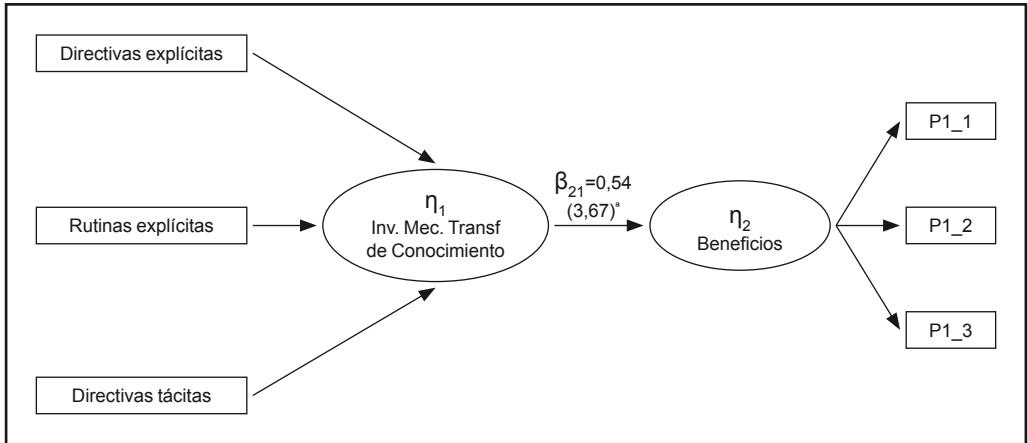 Directivas explícitas
P1_1
η1
Inv. Mec. Transf
de Conocimiento
β21=0,54
(3,67)a
Rutinas explícitas
η2
Beneficios
P1_2
P1_3
Directivas tácitas